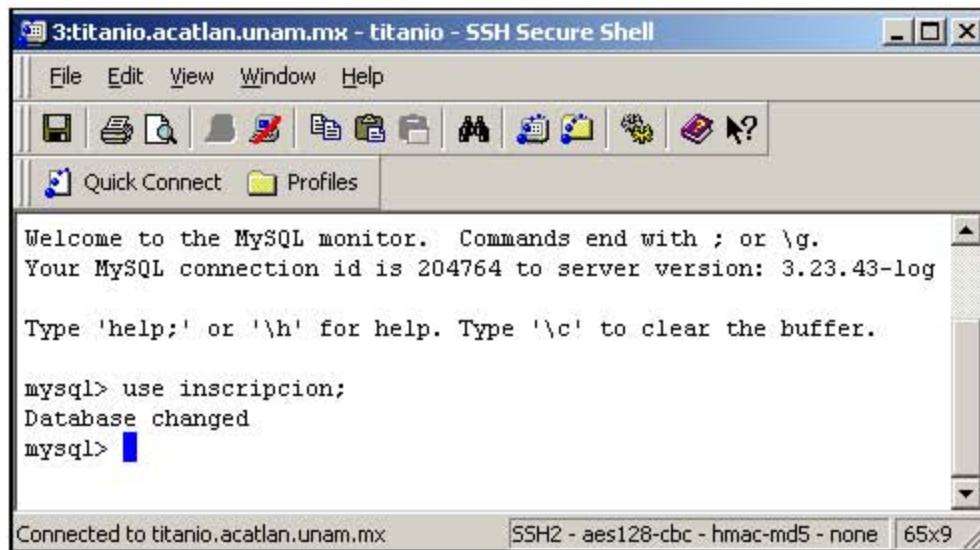 3:titanio.acatlan.unam.mx - titanio - SSH Secure Shell
File Edit View Window Help
Quick Connect Profiles
Welcome to the MySQL monitor.  Commands end with ; or \g.
Your MySQL connection id is 204764 to server version: 3.23.43-log
Type 'help;' or '\h' for help. Type '\c' to clear the buffer.
mysql> use inscripcion;
Database changed
mysql>
Connected to titanio.acatlan.unam.mx SSH2 - aes128-cbc - hmac-md5 - none 65x9